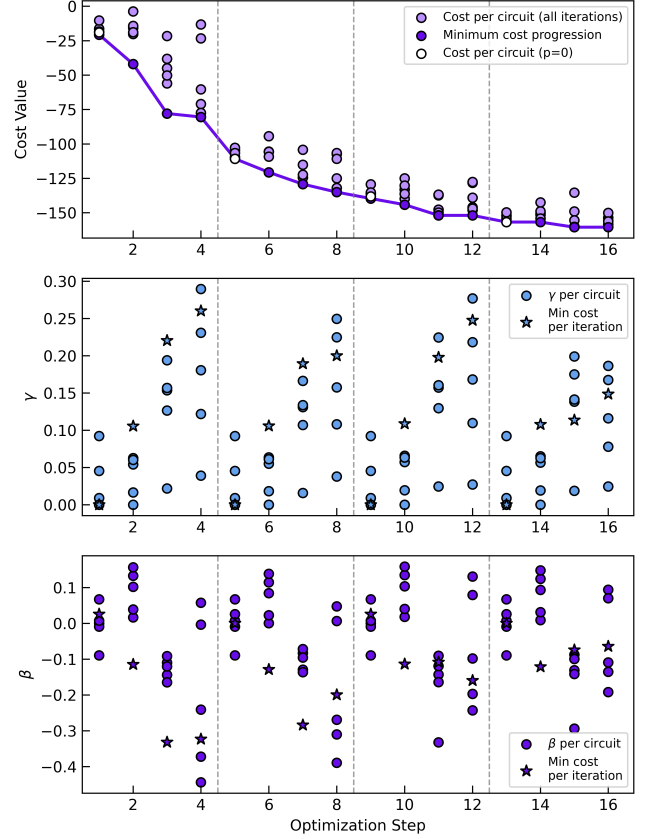 0
−25
−50
−75
−100
−125
−150
Cost Value
Cost per circuit (all iterations)
Minimum cost progression
Cost per circuit (p=0)
2 4 6 8 10 12 14 16
0.30
0.25
0.20
0.15
0.10
0.05
0.00
γ
γ per circuit
Min cost
per iteration
2 4 6 8 10 12 14 16
0.1
0.0
−0.1
−0.2
−0.3
−0.4
β
β per circuit
Min cost
per iteration
2 4 6 8 10 12 14 16
Optimization Step